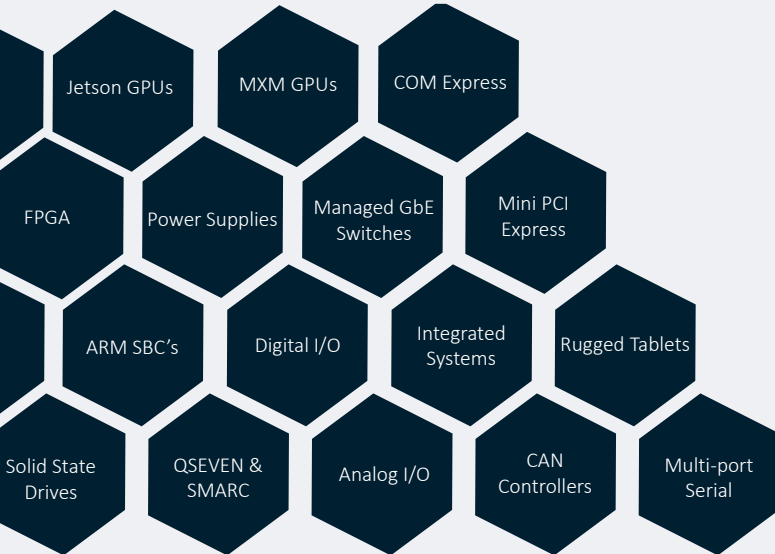 Jetson GPUs
MXM GPUs
COM Express
FPGA
Power Supplies
Managed GbE
Switches
Mini PCI
Express
ARM SBC’s
Digital I/O
Integrated
Systems
Rugged Tablets
Solid State
Drives
QSEVEN &
SMARC
Analog I/O
CAN
Controllers
Multi-port
Serial